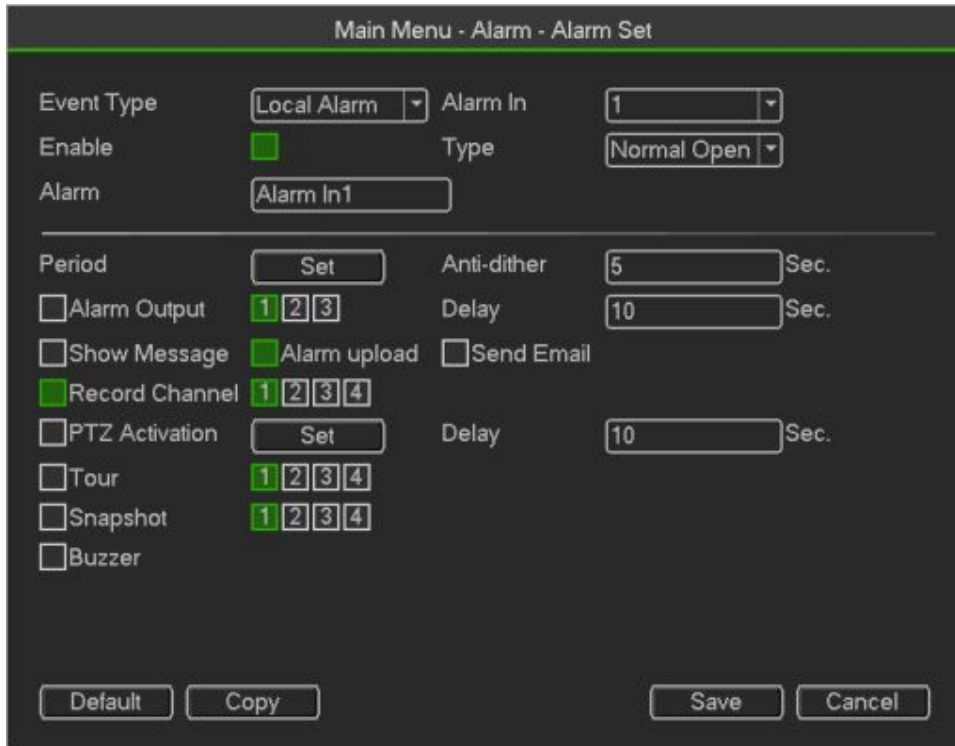 Main Menu - Alarm - Alarm Set
Event Type Local Alarm Alarm In 1
Enable Type Normal Open
Alarm Alarm In1
Period Set Anti-dither 5 Sec.
Alarm Output 1 2 3 Delay 10 Sec.
Show Message Alarm upload Send Email
Record Channel 1 2 3 4
PTZ Activation Set Delay 10 Sec.
Tour 1 2 3 4
Snapshot 1 2 3 4
Buzzer
Default Copy Save Cancel